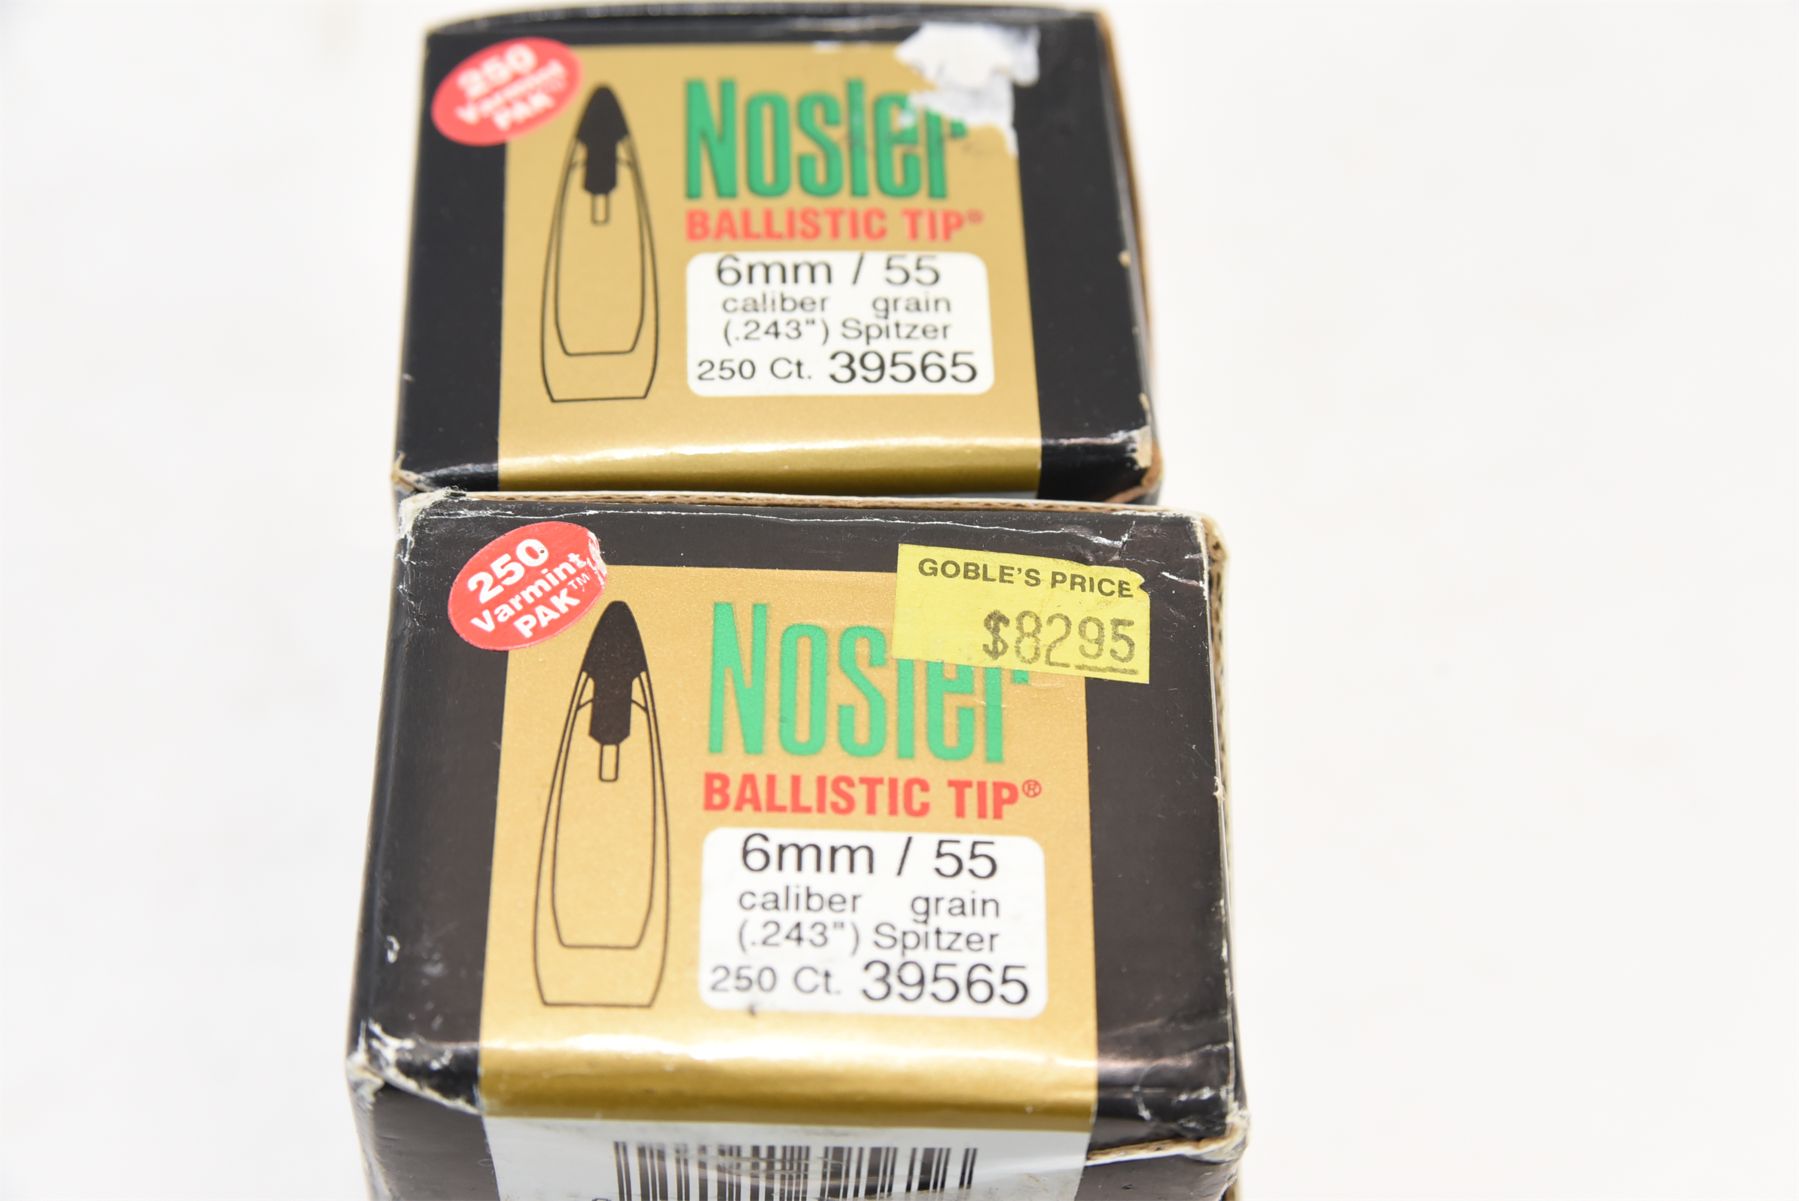 250
Varmint
PAK™
Nosler
BALLISTIC TIP®
6mm / 55
caliber grain
(.243") Spitzer
250 Ct. 39565
250
Varmint
PAK™
GOBLE'S PRICE
$8295
Nosler
BALLISTIC TIP®
6mm / 55
caliber grain
(.243") Spitzer
250 Ct. 39565